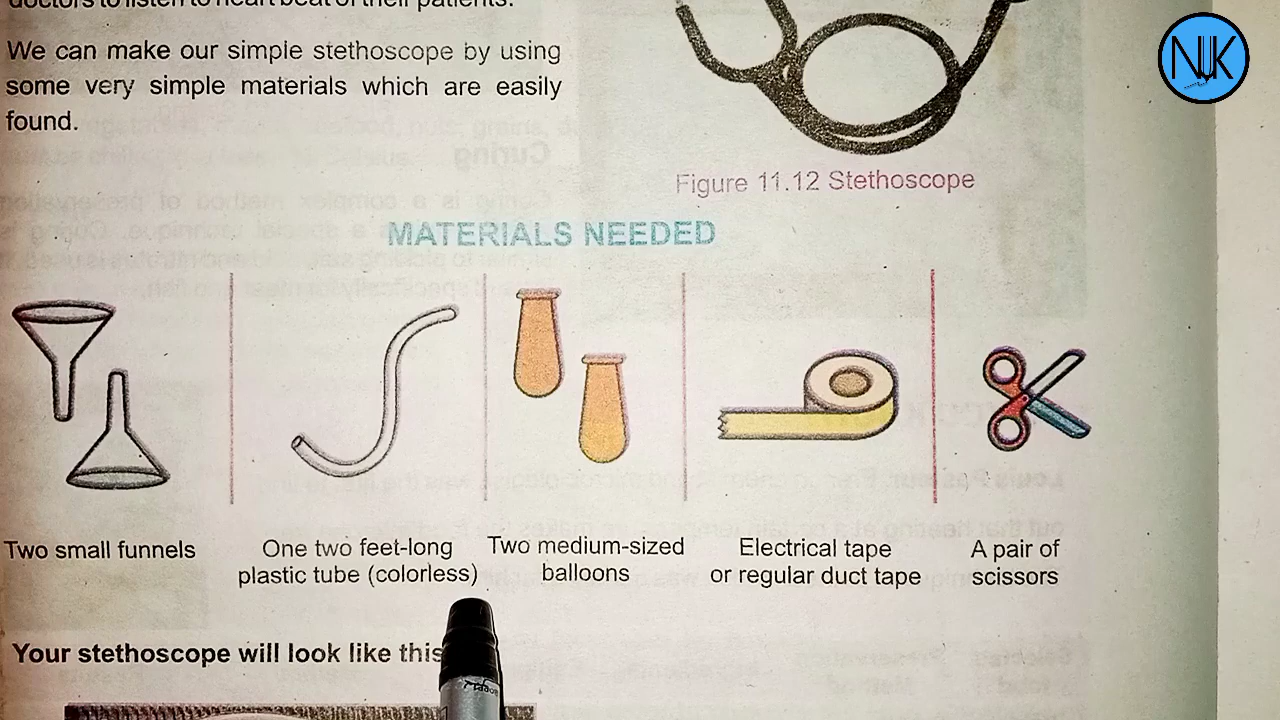 doctors to listen to heart beat of their patients.
We can make our simple stethoscope by using
some very simple materials which are easily
found.
NJK
Figure 11.12 Stethoscope
MATERIALS NEEDED
Two small funnels
One two feet-long
plastic tube (colorless)
Two medium-sized
balloons
Electrical tape
or regular duct tape
A pair of
scissors
Your stethoscope will look like this